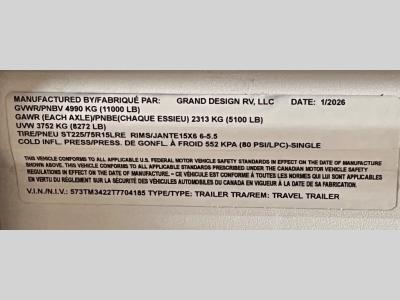 MANUFACTURED BY/FABRIQUÉ PAR: GRAND DESIGN RV, LLC DATE: 1/2026
GVWR/PNBV 4990 KG (11000 LB)
GAWR (EACH AXLE)/PNBE(CHAQUE ESSIEU) 2313 KG (5100 LB)
UVW 3752 KG (8272 LB)
TIRE/PNEU ST225/75R15LRE RIMS/JANTE15X6 6-5.5
COLD INFL. PRESS/PRESS. DE GONFL. À FROID 552 KPA (80 PSI/LPC)-SINGLE
THIS VEHICLE CONFORMS TO ALL APPLICABLE U.S. FEDERAL MOTOR VEHICLE SAFETY STANDARDS IN EFFECT ON THE DATE OF MANUFACTURE
SHOWN ABOVE. THIS VEHICLE CONFORMS TO ALL APPLICABLE STANDARDS PRESCRIBED UNDER THE CANADIAN MOTOR VEHICLE SAFETY
REGULATIONS IN EFFECT ON THE DATE OF MANUFACTURE – CE VÉHICULE EST CONFORME À TOUTES LES NORMES QUI LUI SONT APPLICABLES
EN VERTU DU RÈGLEMENT SUR LA SÉCURITÉ DES VÉHICULES AUTOMOBILES DU CANADA EN VIGUEUR À LA DATE DE SA FABRICATION.
V.I.N./N.I.V.: 573TM3422T7704185 TYPE/TYPE: TRAILER TRA/REM: TRAVEL TRAILER